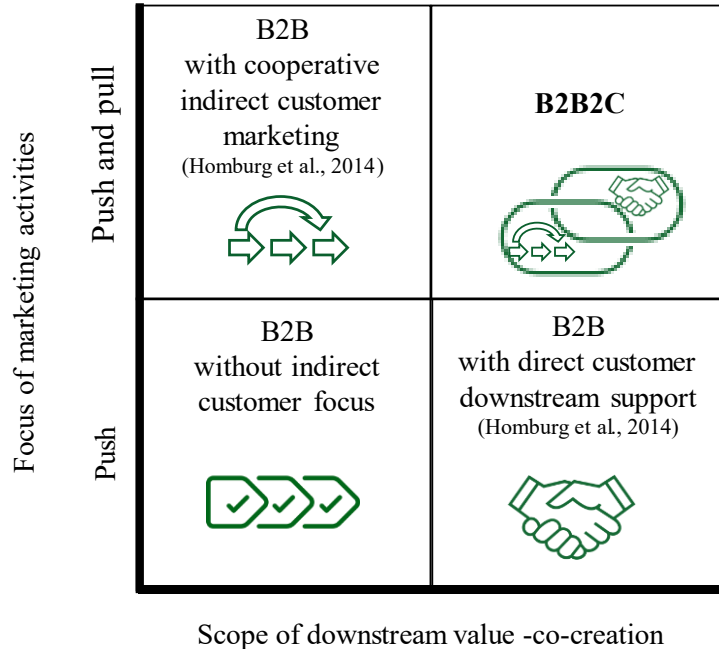 Focus of marketing activities
Push and pull
B2B
with cooperative
indirect customer
marketing
(Homburg et al., 2014)
B2B2C
Push
B2B
without indirect
customer focus
B2B
with direct customer
downstream support
(Homburg et al., 2014)
Scope of downstream value -co-creation